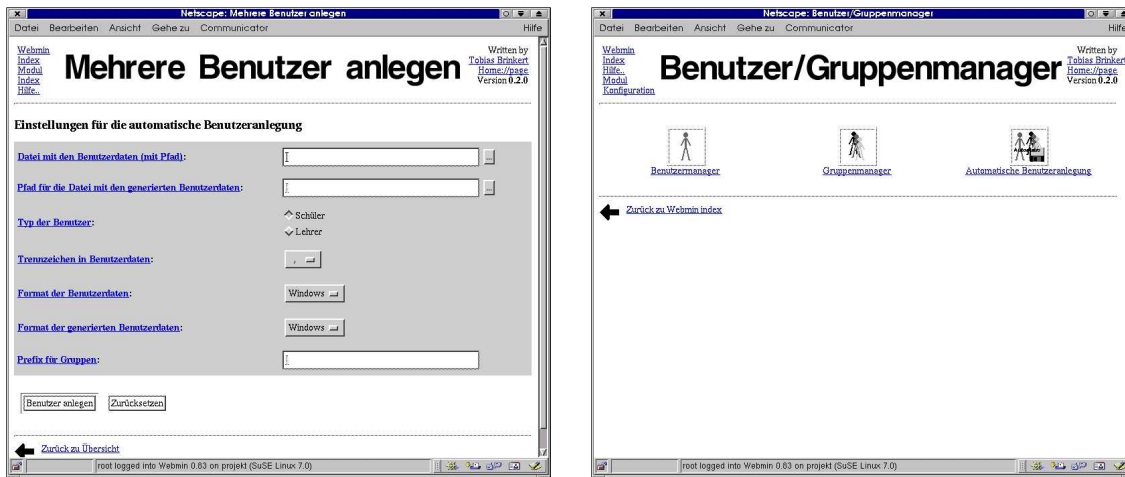 Netscape: Mehrere Benutzer anlegen
Datei Bearbeiten Ansicht Gehe zu Communicator Hilfe
Webmin
Index
Modul
Index
Hilfe..
Mehrere Benutzer anlegen
Written by
Tobias Brinkert
Home://page
Version 0.2.0
Einstellungen für die automatische Benutzeranlegung
Datei mit den Benutzerdaten (mit Pfad):
...
Pfad für die Datei mit den generierten Benutzerdaten:
...
Typ der Benutzer:
Schüler
Lehrer
Trennzeichen in Benutzerdaten:
,
Format der Benutzerdaten:
Windows
Format der generierten Benutzerdaten:
Windows
Prefix für Gruppen:
Benutzer anlegen Zurücksetzen
Zurück zu Übersicht
root logged into Webmin 0.83 on projekt (SuSE Linux 7.0)
Netscape: Benutzer/Gruppenmanager
Datei Bearbeiten Ansicht Gehe zu Communicator Hilfe
Webmin
Index
Hilfe..
Modul
Konfiguration
Benutzer/Gruppenmanager
Written by
Tobias Brinkert
Home://page
Version 0.2.0
Benutzermanager
Gruppenmanager
Automatische Benutzeranlegung
Zurück zu Webmin index
root logged into Webmin 0.83 on projekt (SuSE Linux 7.0)